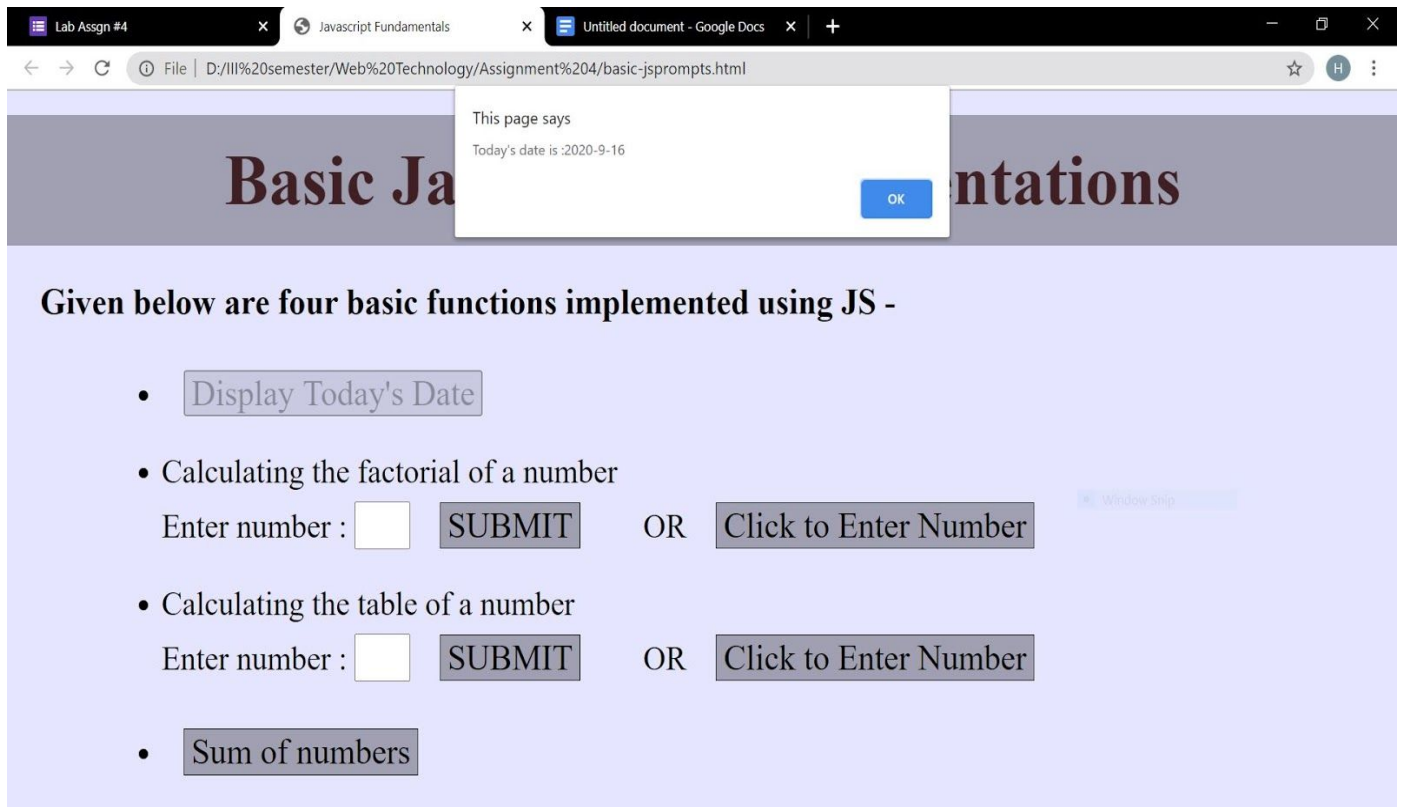 Lab Assgn #4
Javascript Fundamentals
Untitled document - Google Docs
File | D:/III%20semester/Web%20Technology/Assignment%204/basic-jsprompts.html
H
This page says
Today's date is :2020-9-16
OK
Basic Ja ntations
Given below are four basic functions implemented using JS -
Display Today's Date
Calculating the factorial of a number
Enter number : SUBMIT OR Click to Enter Number
Window Snip
Calculating the table of a number
Enter number : SUBMIT OR Click to Enter Number
Sum of numbers